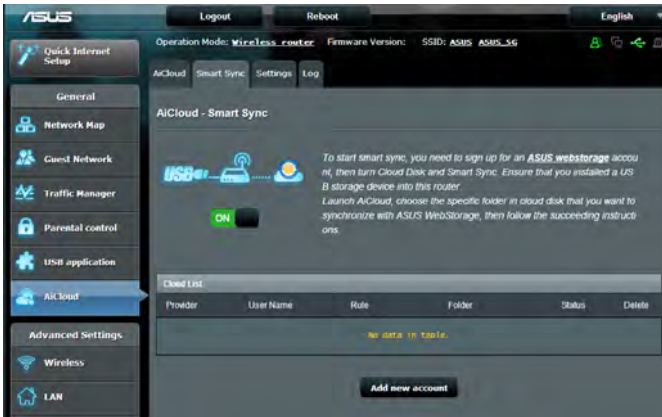 ASUS
Logout
Reboot
English
Quick Internet
Setup
Operation Mode: Wireless router Firmware Version: SSID: ASUS ASUS_5G
AiCloud Smart Sync Settings Log
General
Network Map
Guest Network
Traffic Manager
Parental control
USB application
AiCloud
Advanced Settings
Wireless
LAN
AiCloud - Smart Sync
USB
ON
To start smart sync, you need to sign up for an ASUS webstorage accou
nt, then turn Cloud Disk and Smart Sync. Ensure that you installed a US
B storage device into this router.
Launch AiCloud, choose the specific folder in cloud disk that you want to
synchronize with ASUS WebStorage, then follow the succeeding instructi
ons.
Cloud List
Provider User Name Rule Folder Status Delete
No data in table.
Add new account